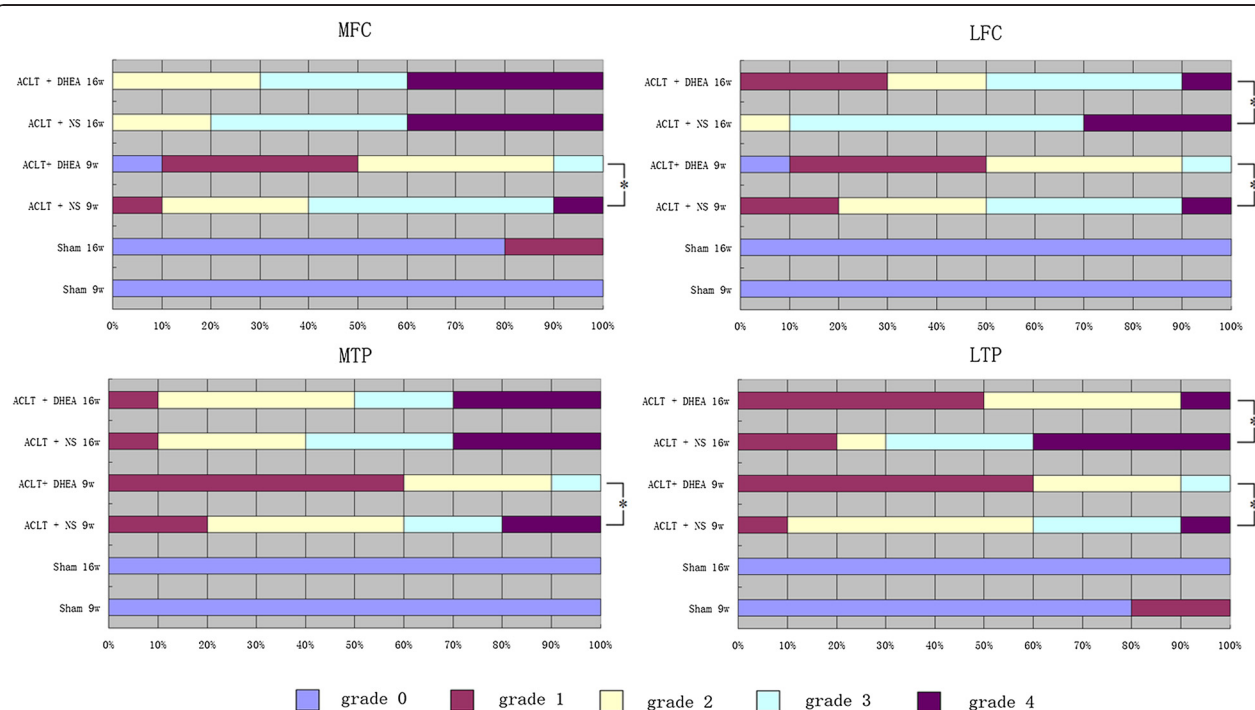 MFC
ACLT + DHEA 16w
ACLT + NS 16w
ACLT+ DHEA 9w
*
ACLT + NS 9w
Sham 16w
Sham 9w
0% 10% 20% 30% 40% 50% 60% 70% 80% 90% 100%
LFC
ACLT + DHEA 16w
*
ACLT + NS 16w
ACLT+ DHEA 9w
*
ACLT + NS 9w
Sham 16w
Sham 9w
0% 10% 20% 30% 40% 50% 60% 70% 80% 90% 100%
MTP
ACLT + DHEA 16w
ACLT + NS 16w
ACLT+ DHEA 9w
*
ACLT + NS 9w
Sham 16w
Sham 9w
0% 10% 20% 30% 40% 50% 60% 70% 80% 90% 100%
LTP
ACLT + DHEA 16w
*
ACLT + NS 16w
ACLT+ DHEA 9w
*
ACLT + NS 9w
Sham 16w
Sham 9w
0% 10% 20% 30% 40% 50% 60% 70% 80% 90% 100%
grade 0 grade 1 grade 2 grade 3 grade 4